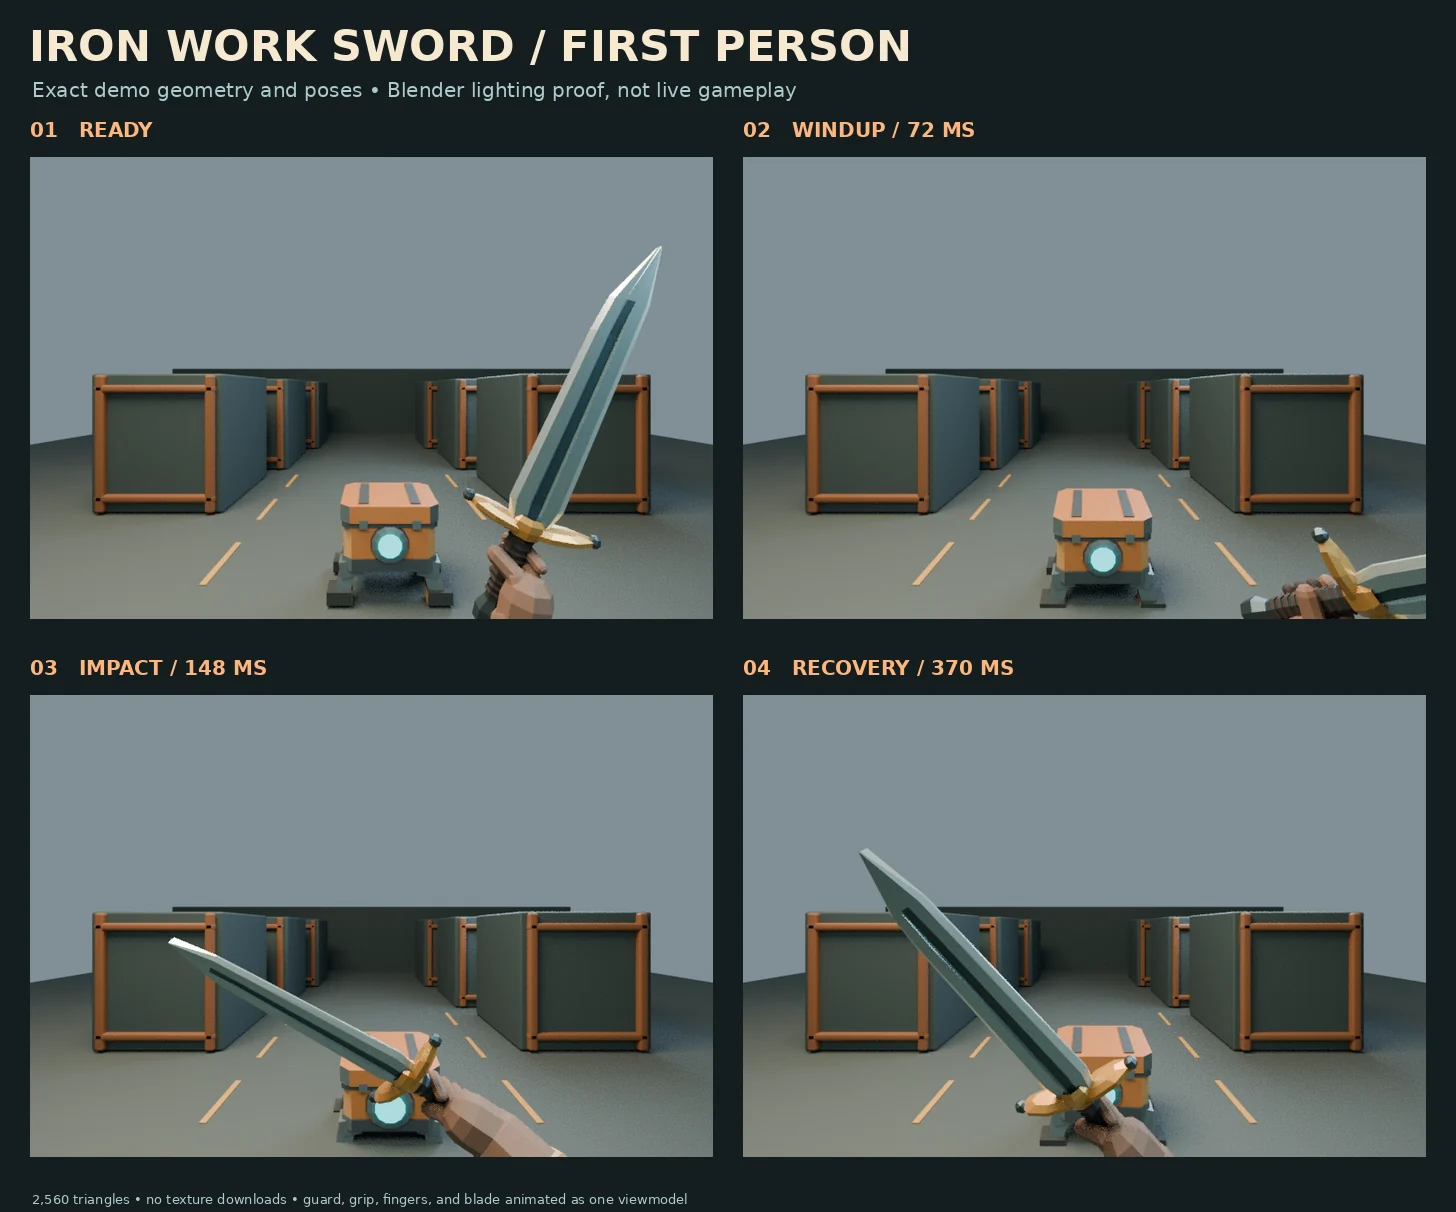 IRON WORK SWORD / FIRST PERSON
Exact demo geometry and poses • Blender lighting proof, not live gameplay
01 READY
02 WINDUP / 72 MS
03 IMPACT / 148 MS
04 RECOVERY / 370 MS
2,560 triangles • no texture downloads • guard, grip, fingers, and blade animated as one viewmodel